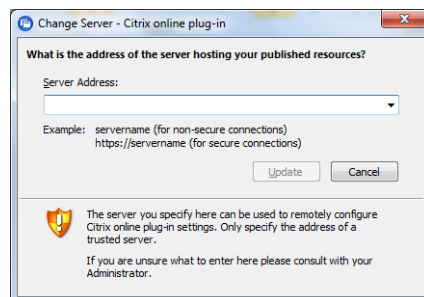 Change Server - Citrix online plug-in
What is the address of the server hosting your published resources?
Server Address:
Example: servername (for non-secure connections)
https://servername (for secure connections)
Update Cancel
The server you specify here can be used to remotely configure
Citrix online plug-in settings. Only specify the address of a
trusted server.
If you are unsure what to enter here please consult with your
Administrator.